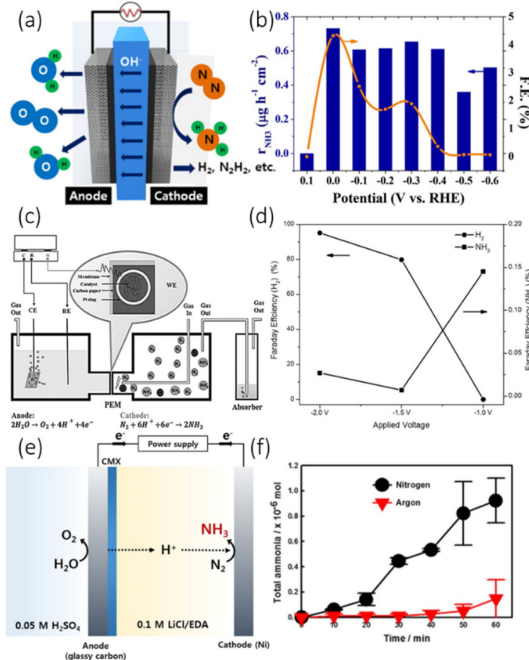 (a)
OH-
O
H
H
O
O
O
H
H
N
N
N
H
H
H
H2, N2H2, etc.
Anode
Cathode
(b)
rNH3 (μg h-1 cm-2)
0.9
0.6
0.3
0.0
0.1 0.0 -0.1 -0.2 -0.3 -0.4 -0.5 -0.6
Potential (V vs. RHE)
5
4
3
2
1
0
F.E. (%)
(c)
Membrane
Catalyst
Carbon paper
WE
CE
RE
Gas Out
Gas In
Gas Out
Gas Out
PEM
Absorber
Anode:
2H2O→ O2+4H++4e-
Cathode:
N2+6H++6e-→2NH3
(d)
H2
NH3
Faraday Efficiency (H2) (%)
100
80
60
40
20
0
-2.0 V -1.5 V -1.0 V
Applied Voltage
0.20
0.15
0.10
0.05
0.00
Faraday Efficiency (NH3) (%)
(e)
e-
Power supply
e-
CMX
O2
H2O
H+
NH3
N2
0.05 M H2SO4
0.1 M LiCl/EDA
Anode
(glassy carbon)
Cathode (Ni)
(f)
Total ammonia / x 10-6 mol
1.2
1.0
0.8
0.6
0.4
0.2
0.0
Nitrogen
Argon
0 10 20 30 40 50 60
Time / min